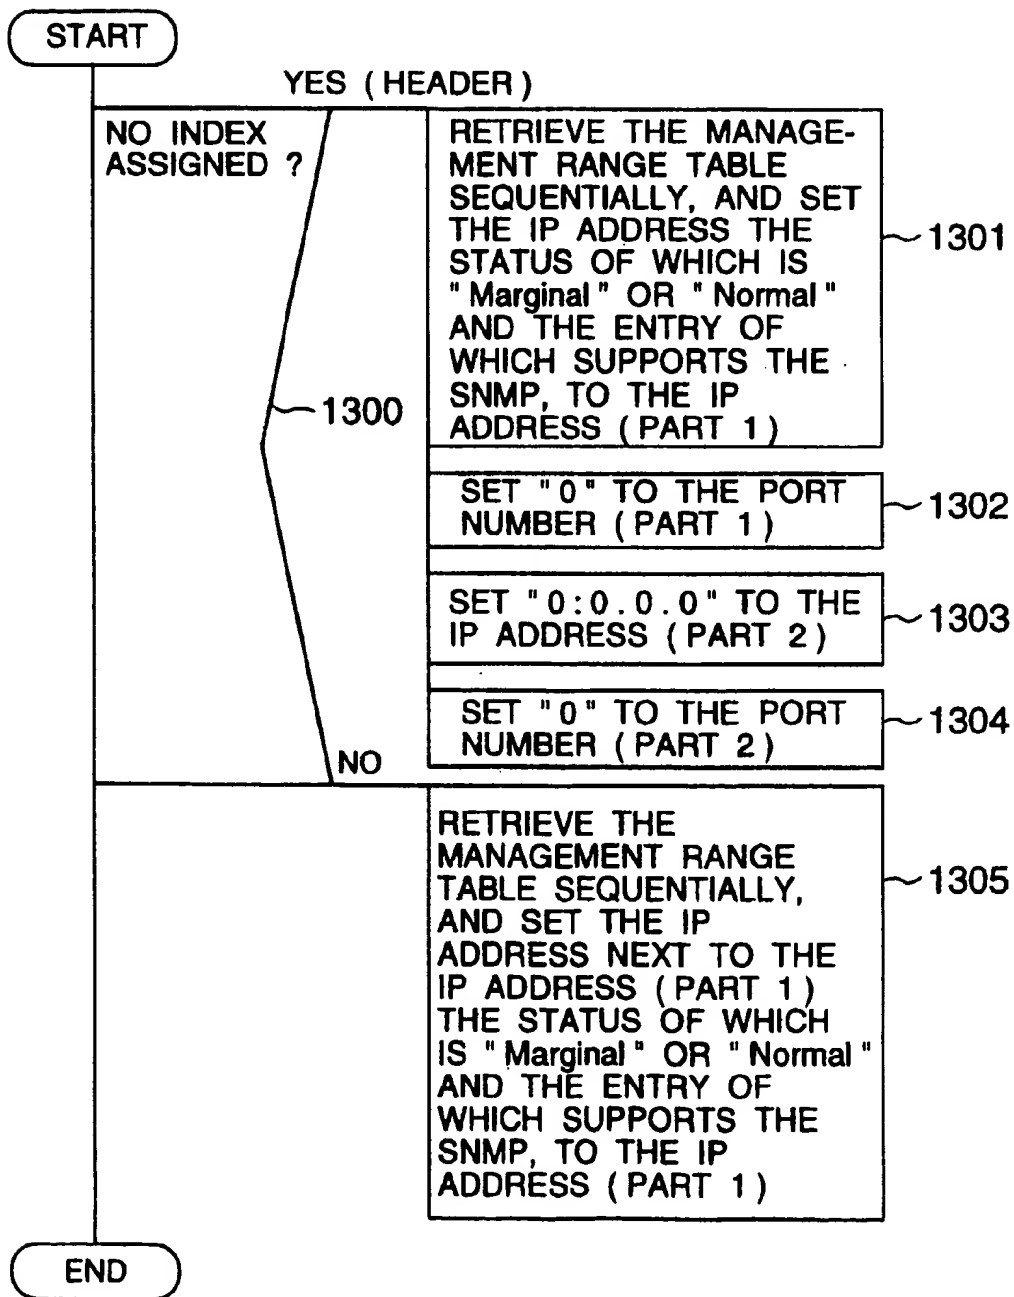 START
YES (HEADER)
NO INDEX
ASSIGNED ?
1300
RETRIEVE THE MANAGE-
MENT RANGE TABLE
SEQUENTIALLY, AND SET
THE IP ADDRESS THE
STATUS OF WHICH IS
"Marginal" OR "Normal"
AND THE ENTRY OF
WHICH SUPPORTS THE
SNMP, TO THE IP
ADDRESS (PART 1)
1301
SET "0" TO THE PORT
NUMBER (PART 1)
1302
SET "0:0.0.0" TO THE
IP ADDRESS (PART 2)
1303
SET "0" TO THE PORT
NUMBER (PART 2)
1304
NO
RETRIEVE THE
MANAGEMENT RANGE
TABLE SEQUENTIALLY,
AND SET THE IP
ADDRESS NEXT TO THE
IP ADDRESS (PART 1)
THE STATUS OF WHICH
IS "Marginal" OR "Normal"
AND THE ENTRY OF
WHICH SUPPORTS THE
SNMP, TO THE IP
ADDRESS (PART 1)
1305
END